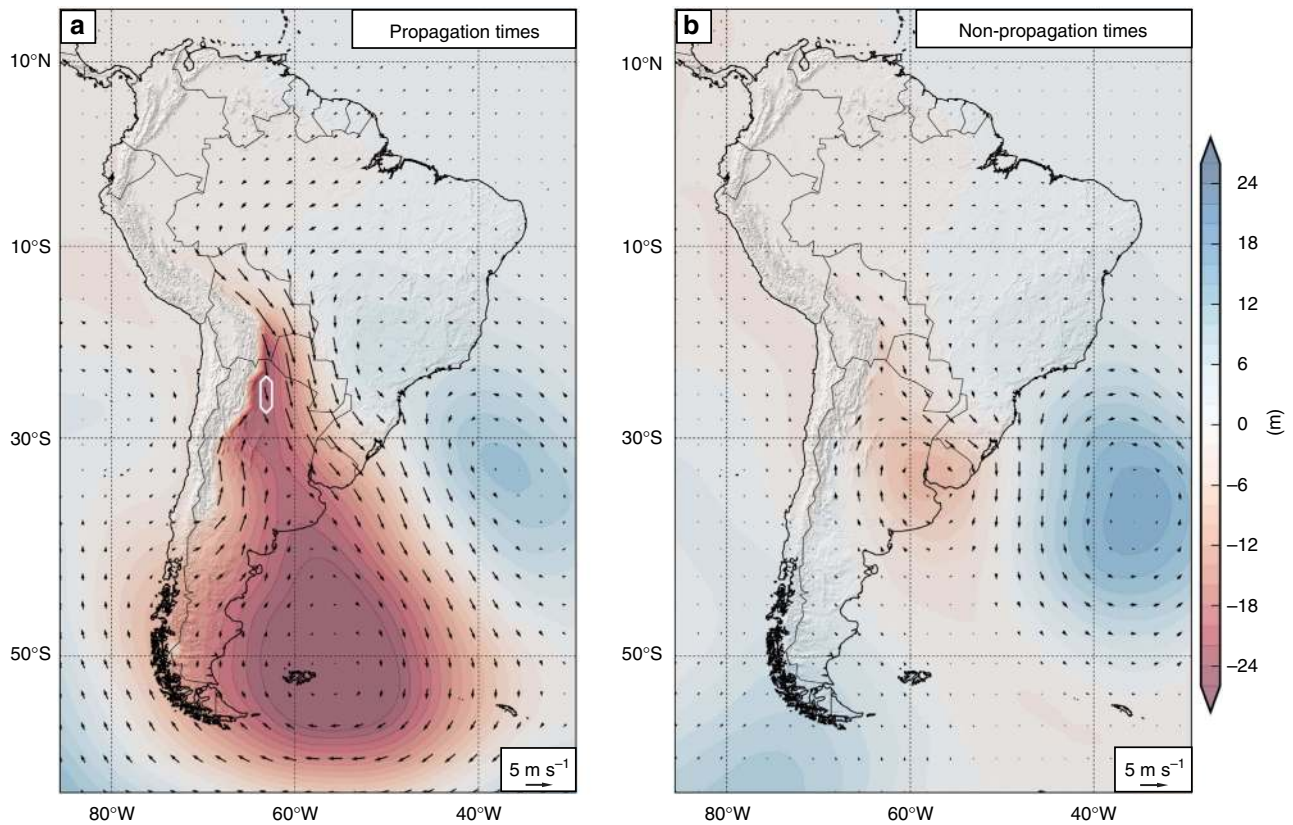 a
Propagation times
b
Non-propagation times
10°N
10°S
30°S
50°S
5 m s⁻¹
80°W
60°W
40°W
10°N
10°S
30°S
50°S
5 m s⁻¹
80°W
60°W
40°W
24
18
12
6
0
−6
−12
−18
−24
(m)